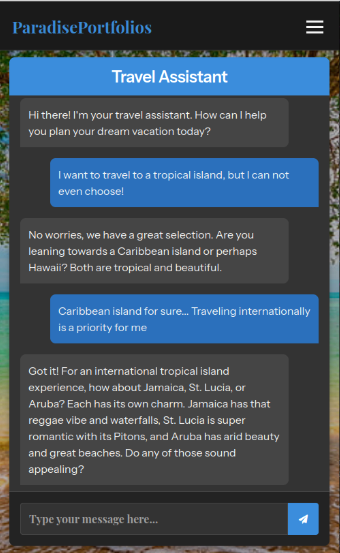 ParadisePortfolios
Travel Assistant
Hi there! I'm your travel assistant. How can I help
you plan your dream vacation today?
I want to travel to a tropical island, but I can not
even choose!
No worries, we have a great selection. Are you
leaning towards a Caribbean island or perhaps
Hawaii? Both are tropical and beautiful.
Caribbean island for sure... Traveling internationally
is a priority for me
Got it! For an international tropical island
experience, how about Jamaica, St. Lucia, or
Aruba? Each has its own charm. Jamaica has that
reggae vibe and waterfalls, St. Lucia is super
romantic with its Pitons, and Aruba has arid beauty
and great beaches. Do any of those sound
appealing?
Type your message here...